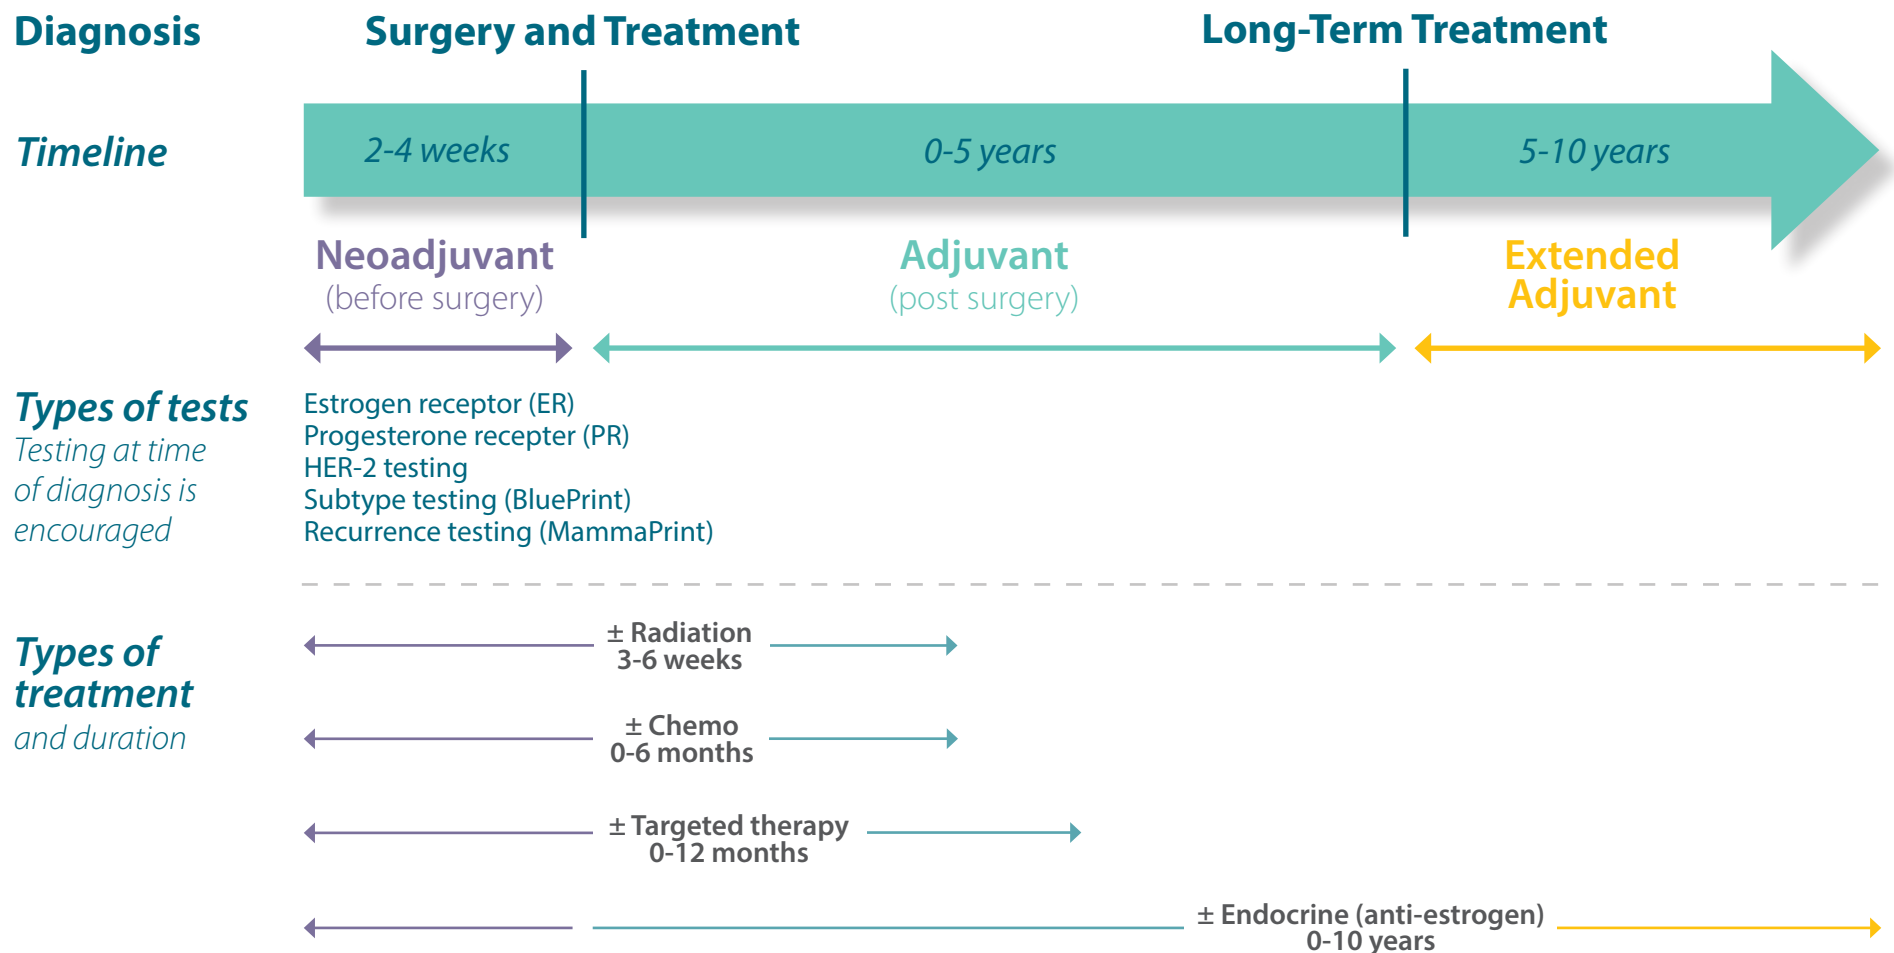 Diagnosis
Surgery and Treatment
Long-Term Treatment
Timeline
2-4 weeks
0-5 years
5-10 years
Neoadjuvant
(before surgery)
Adjuvant
(post surgery)
Extended
Adjuvant
Types of tests
Testing at time
of diagnosis is
encouraged
Estrogen receptor (ER)
Progesterone recepter (PR)
HER-2 testing
Subtype testing (BluePrint)
Recurrence testing (MammaPrint)
Types of
treatment
and duration
± Radiation
3-6 weeks
± Chemo
0-6 months
± Targeted therapy
0-12 months
± Endocrine (anti-estrogen)
0-10 years